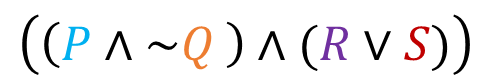 ((P ∧ ~Q ) ∧ (R ∨ S))